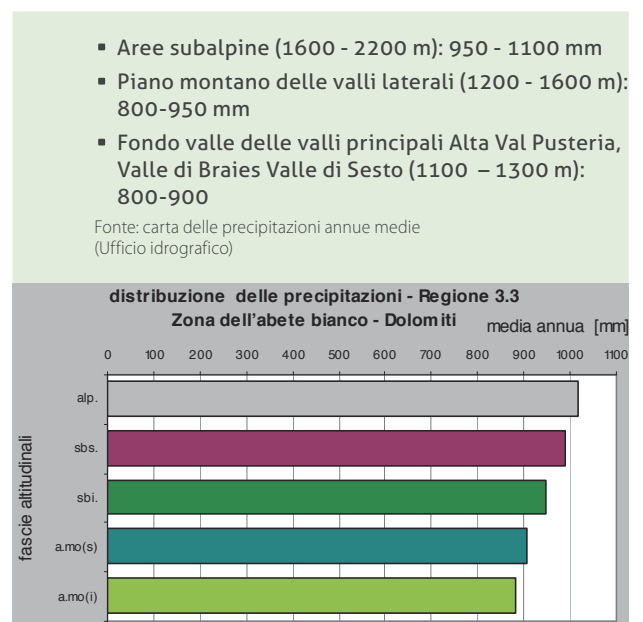 ▪ Aree subalpine (1600 - 2200 m): 950 - 1100 mm
▪ Piano montano delle valli laterali (1200 - 1600 m):
800-950 mm
▪ Fondo valle delle valli principali Alta Val Pusteria,
Valle di Braies Valle di Sesto (1100 – 1300 m):
800-900
Fonte: carta delle precipitazioni annue medie
(Ufficio idrografico)
distribuzione delle precipitazioni - Regione 3.3
Zona dell'abete bianco - Dolomiti
media annua [mm]
0 100 200 300 400 500 600 700 800 900 1000 1100
fascie altitudinali
alp.
sbs.
sbi.
a.mo(s)
a.mo(i)